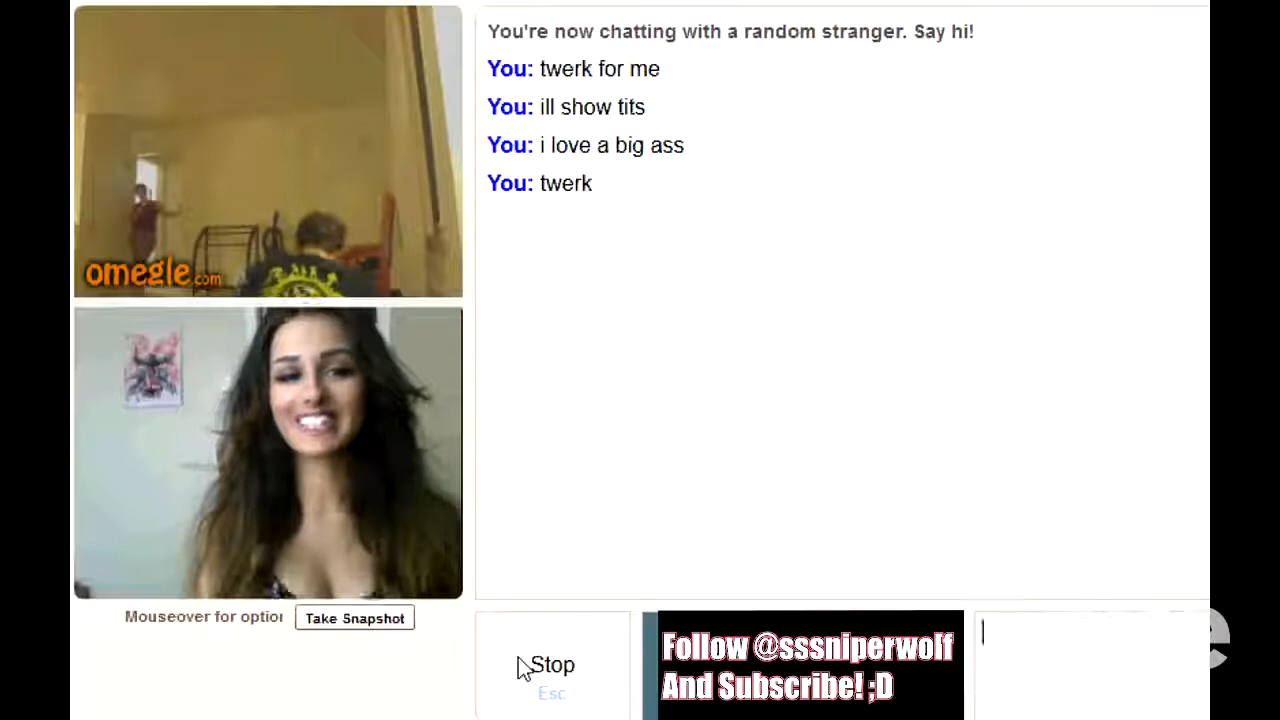 You're now chatting with a random stranger. Say hi!
You: twerk for me
You: ill show tits
You: i love a big ass
You: twerk
omegle.com
Mouseover for option
Take Snapshot
Stop
Esc
Follow @sssniperwolf
And Subscribe! ;D